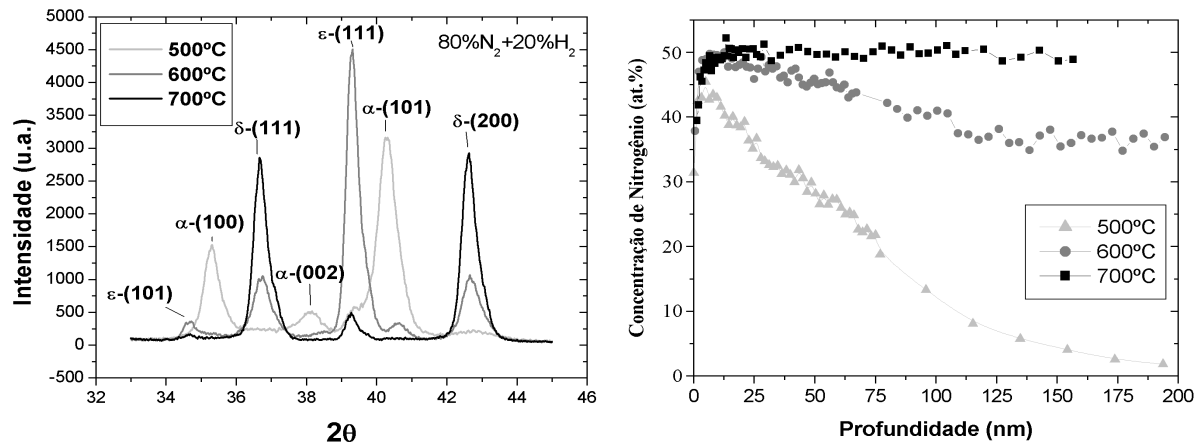 5000
4500
4000
3500
3000
2500
2000
1500
1000
500
0
-500
Intensidade (u.a.)
500ºC
600ºC
700ºC
80%N2+20%H2
ε-(111)
α-(101)
δ-(111)
δ-(200)
α-(100)
α-(002)
ε-(101)
32 34 36 38 40 42 44 46
2θ
60
50
40
30
20
10
0
Concentração de Nitrogênio (at.%)
500ºC
600ºC
700ºC
0 25 50 75 100 125 150 175 200
Profundidade (nm)